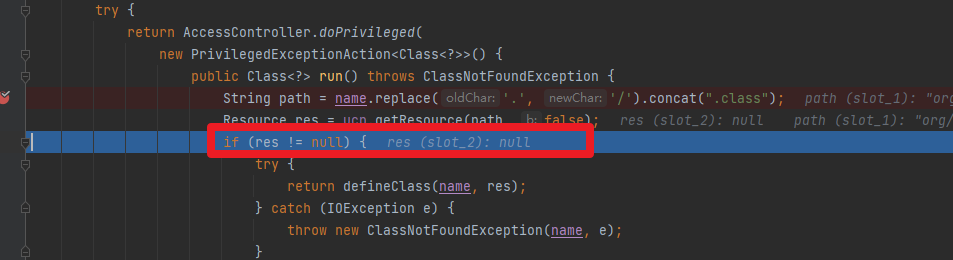 try {
return AccessController.doPrivileged(
new PrivilegedExceptionAction<Class<?>>() {
public Class<?> run() throws ClassNotFoundException {
String path = name.replace( oldChar: '.', newChar: '/').concat(".class"); path (slot_1): "org
Resource res = ucp.getResource(path, b: false); res (slot_2): null path (slot_1): "org/
if (res != null) { res (slot_2): null
try {
return defineClass(name, res);
} catch (IOException e) {
throw new ClassNotFoundException(name, e);
}